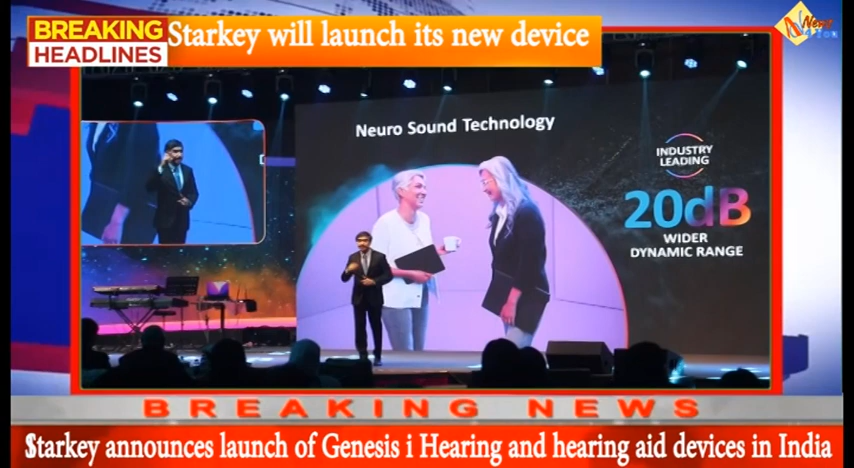 BREAKING
HEADLINES
Starkey will launch its new device
News
Neuro Sound Technology
INDUSTRY
LEADING
20dB
WIDER
DYNAMIC RANGE
BREAKING NEWS
Starkey announces launch of Genesis i Hearing and hearing aid devices in India